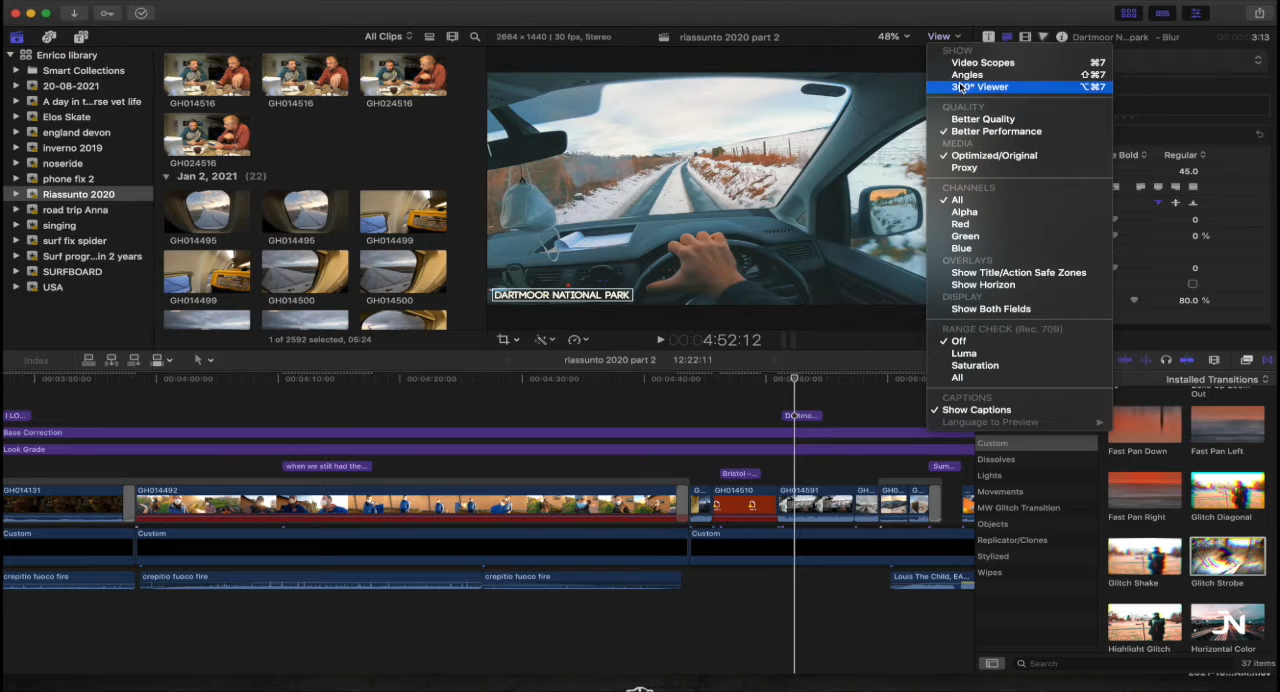 All Clips
2664 x 1440 | 30 fps, Stereo
riassunto 2020 part 2
48%
View
Dartmoor N...park - Blur
3:13
Enrico library
Smart Collections
20-08-2021
A day in t...rse vet life
Elos Skate
england devon
inverno 2019
noseride
phone fix 2
Riassunto 2020
road trip Anna
singing
surf fix spider
Surf progr...in 2 years
SURFBOARD
USA
GH014516
GH014516
GH024516
GH024516
Jan 2, 2021 (22)
GH014495
GH014495
GH014499
GH014499
GH014500
GH014500
1 of 2592 selected, 05:24
DARTMOOR NATIONAL PARK
4:52:12
SHOW
Video Scopes ⌘7
Angles ⇧⌘7
360° Viewer ⌥⌘7
QUALITY
Better Quality
✓ Better Performance
MEDIA
✓ Optimized/Original
Proxy
CHANNELS
✓ All
Alpha
Red
Green
Blue
OVERLAYS
Show Title/Action Safe Zones
Show Horizon
DISPLAY
Show Both Fields
RANGE CHECK (Rec. 709)
✓ Off
Luma
Saturation
All
CAPTIONS
✓ Show Captions
Language to Preview
e Bold
Regular
45.0
0
0 %
0
80.0 %
Index
riassunto 2020 part 2
12:22:11
00:03:50:00
00:04:00:00
00:04:10:00
00:04:20:00
00:04:30:00
00:04:40:00
I LO...
Base Correction
Look Grade
when we still had the...
Bristol -...
Sum...
GH014131
GH014492
G...
GH014510
GH014591
GH...
GH0...
G...
Custom
Custom
Custom
crepitio fuoco fire
crepitio fuoco fire
crepitio fuoco fire
Louis The Child, EA...
Installed Transitions
Out
Custom
Dissolves
Lights
Movements
MW Glitch Transition
Objects
Replicator/Clones
Stylized
Wipes
Fast Pan Down
Fast Pan Left
Fast Pan Right
Glitch Diagonal
Glitch Shake
Glitch Strobe
Highlight Glitch
Horizontal Color
Search
37 items